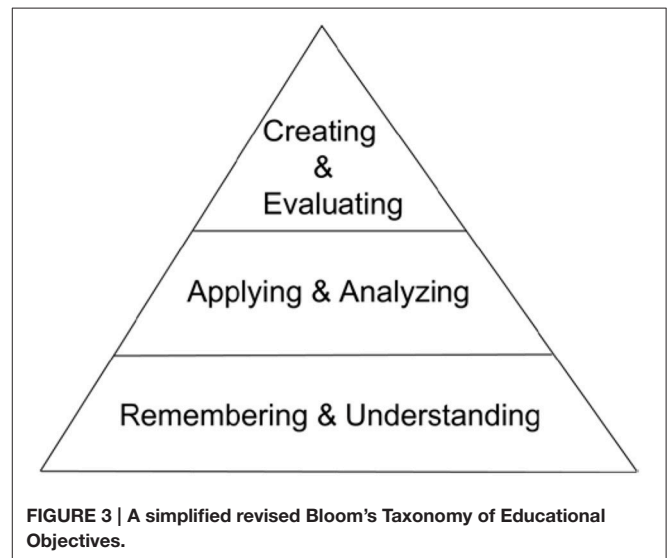 Creating
&
Evaluating
Applying & Analyzing
Remembering & Understanding
FIGURE 3 | A simplified revised Bloom's Taxonomy of Educational
Objectives.